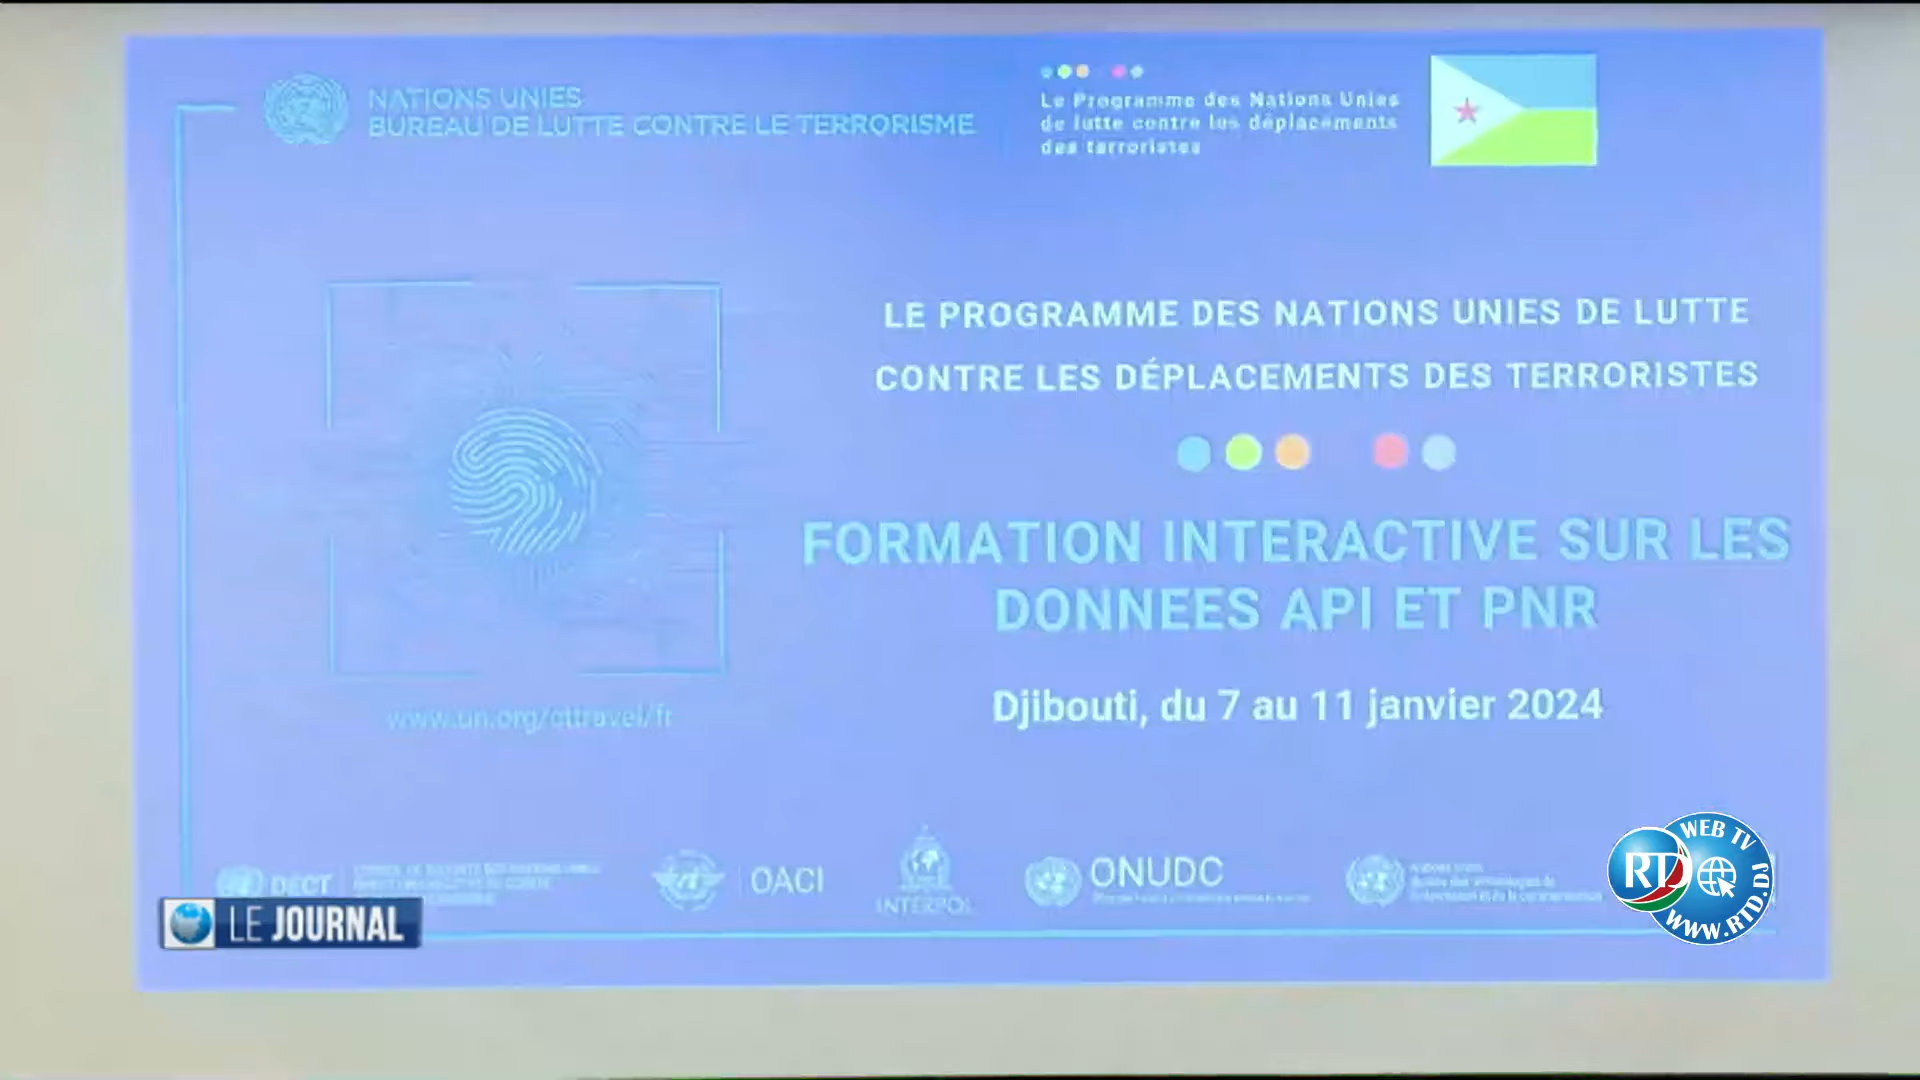 NATIONS UNIES
BUREAU DE LUTTE CONTRE LE TERRORISME
Le Programme des Nations Unies
de lutte contre les déplacements
des terroristes
LE PROGRAMME DES NATIONS UNIES DE LUTTE
CONTRE LES DÉPLACEMENTS DES TERRORISTES
FORMATION INTERACTIVE SUR LES
DONNEES API ET PNR
Djibouti, du 7 au 11 janvier 2024
www.un.org/cttravel/fr
DECT
OACI
INTERPOL
ONUDC
LE JOURNAL
WEB TV
RTD
WWW.RTD.DJ